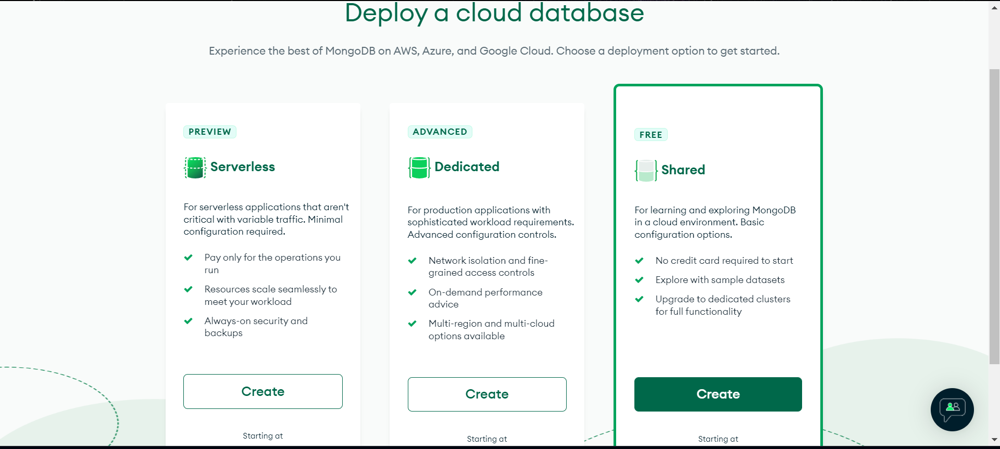 Deploy a cloud database
Experience the best of MongoDB on AWS, Azure, and Google Cloud. Choose a deployment option to get started.
PREVIEW
Serverless
For serverless applications that aren't
critical with variable traffic. Minimal
configuration required.
Pay only for the operations you
run
Resources scale seamlessly to
meet your workload
Always-on security and
backups
Create
Starting at
ADVANCED
Dedicated
For production applications with
sophisticated workload requirements.
Advanced configuration controls.
Network isolation and fine-
grained access controls
On-demand performance
advice
Multi-region and multi-cloud
options available
Create
Starting at
FREE
Shared
For learning and exploring MongoDB
in a cloud environment. Basic
configuration options.
No credit card required to start
Explore with sample datasets
Upgrade to dedicated clusters
for full functionality
Create
Starting at